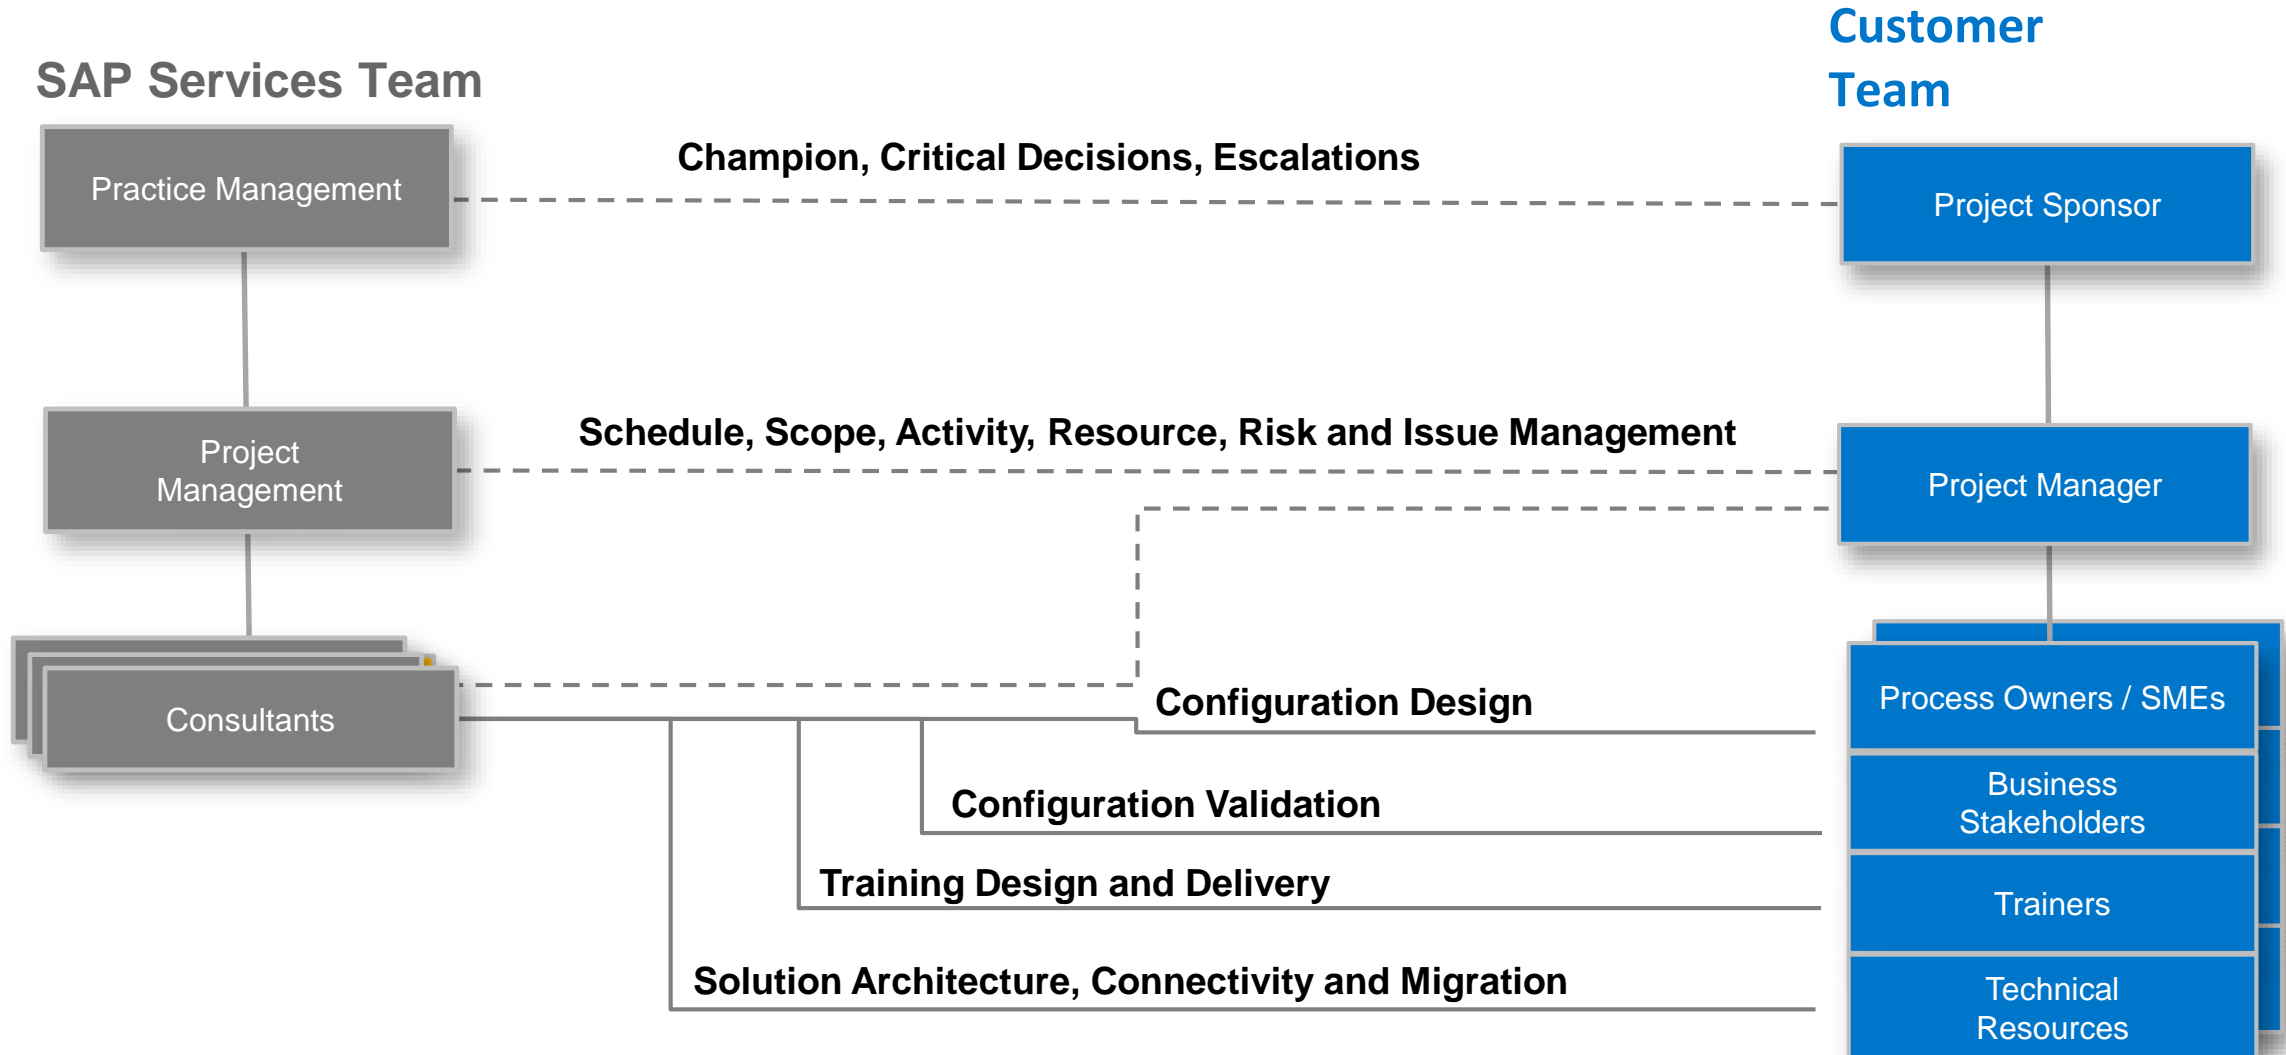 Customer
Team
SAP Services Team
Champion, Critical Decisions, Escalations
Practice Management
Project Sponsor
Schedule, Scope, Activity, Resource, Risk and Issue Management
Project
Management
Project Manager
Consultants
Configuration Design
Process Owners / SMEs
Configuration Validation
Business
Stakeholders
Training Design and Delivery
Trainers
Solution Architecture, Connectivity and Migration
Technical
Resources